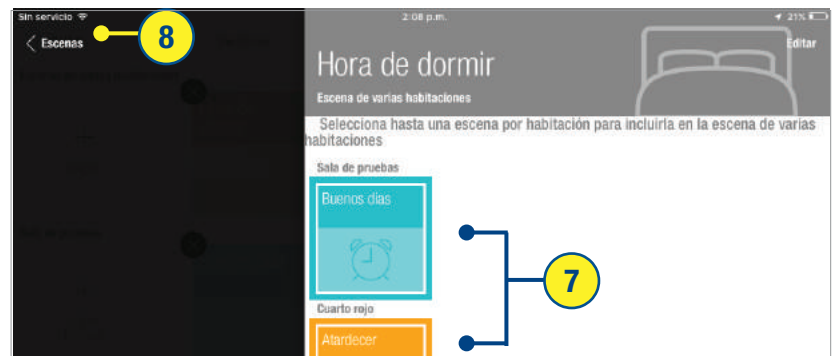 Sin servicio
2:08 p.m.
21%
Escenas
8
Editar
Hora de dormir
Escena de varias habitaciones
Selecciona hasta una escena por habitación para incluirla en la escena de varias
habitaciones
Sala de pruebas
Buenos días
7
Cuarto rojo
Atardecer